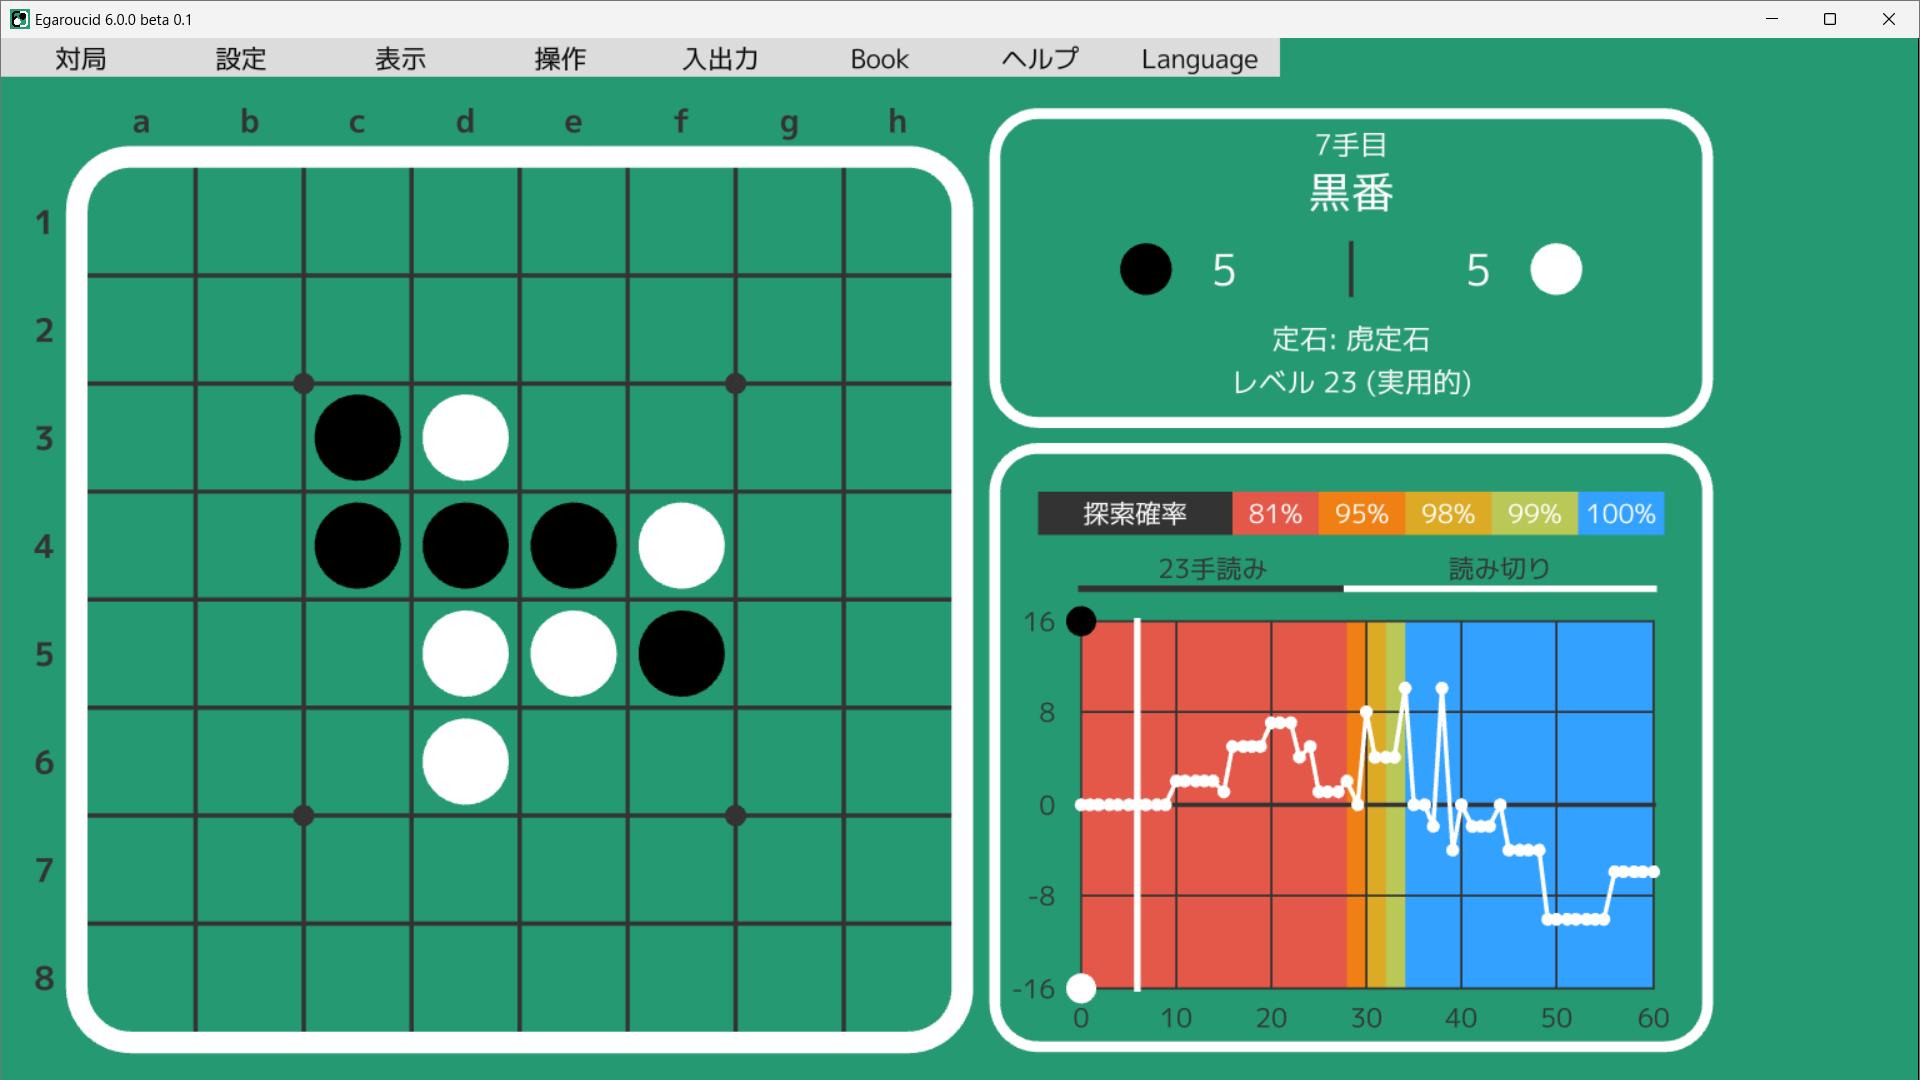 Egaroucid 6.0.0 beta 0.1
対局 設定 表示 操作 入出力 Book ヘルプ Language
a b c d e f g h
1
2
3
4
5
6
7
8
7手目
黒番
5 5
定石: 虎定石
レベル 23 (実用的)
探索確率 81% 95% 98% 99% 100%
23手読み 読み切り
16
8
0
-8
-16
0 10 20 30 40 50 60